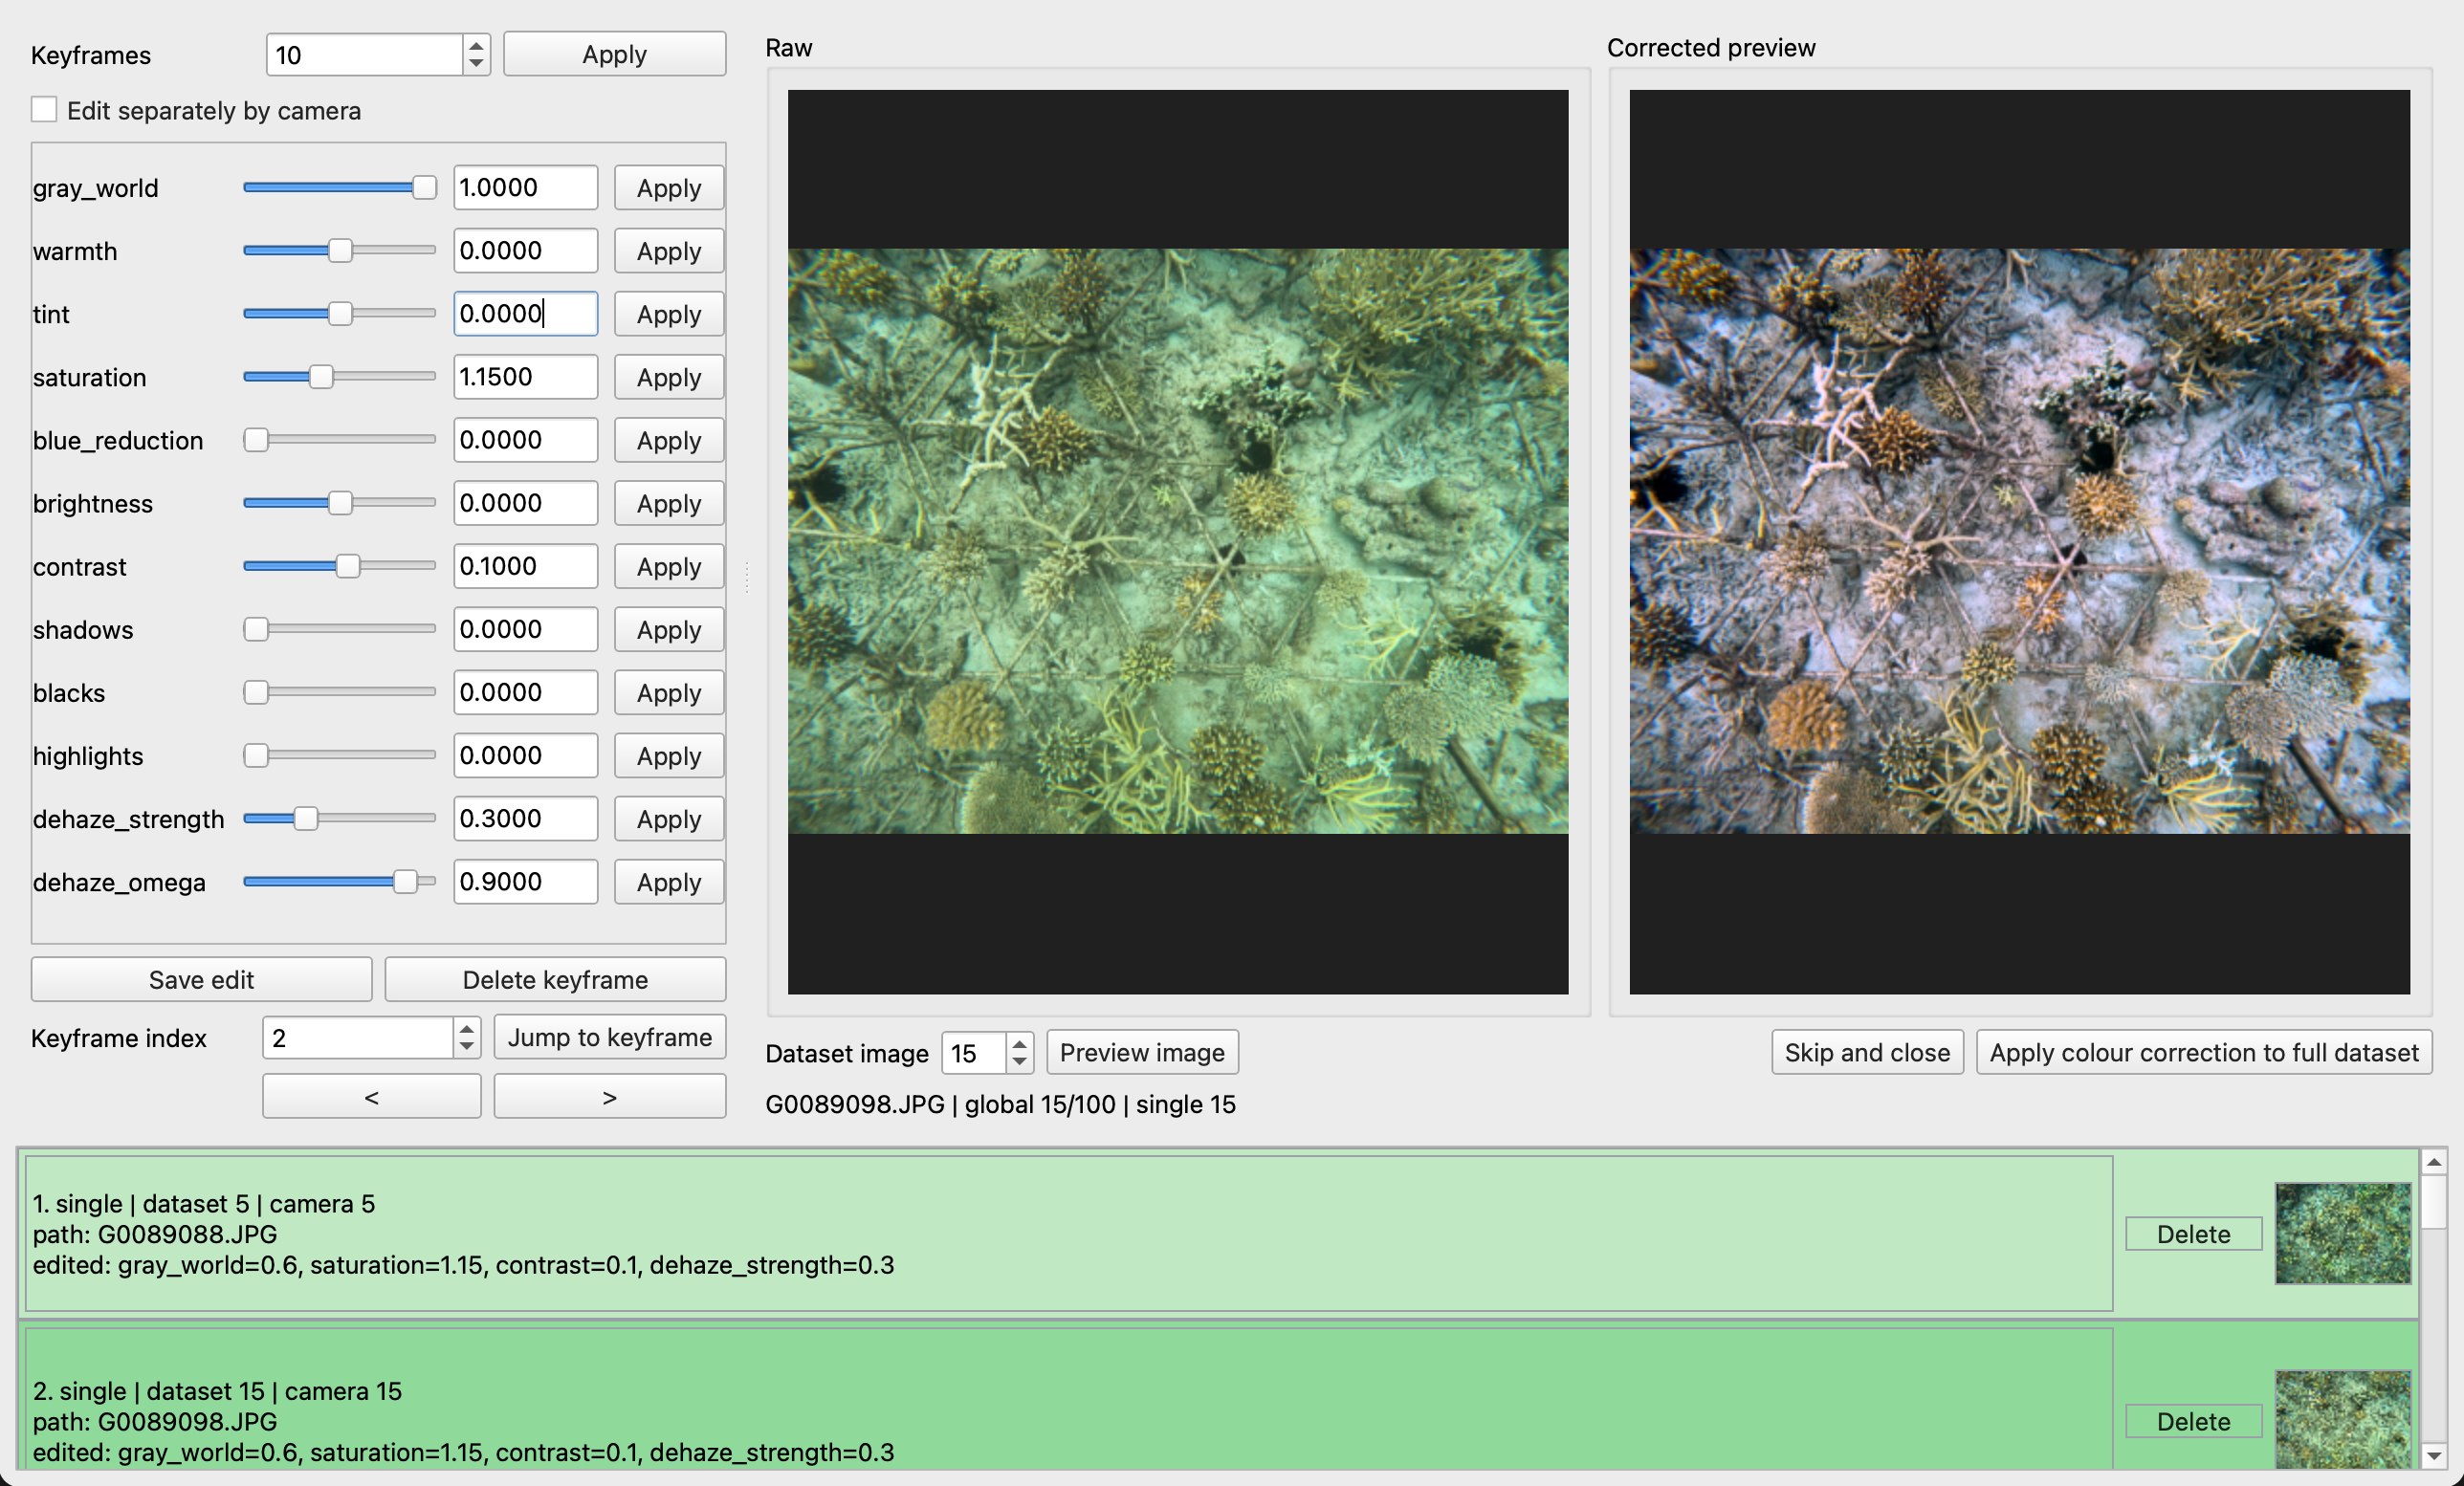 Keyframes 10 Apply
Edit separately by camera
gray_world 1.0000 Apply
warmth 0.0000 Apply
tint 0.0000 Apply
saturation 1.1500 Apply
blue_reduction 0.0000 Apply
brightness 0.0000 Apply
contrast 0.1000 Apply
shadows 0.0000 Apply
blacks 0.0000 Apply
highlights 0.0000 Apply
dehaze_strength 0.3000 Apply
dehaze_omega 0.9000 Apply
Save edit Delete keyframe
Keyframe index 2 Jump to keyframe
< >
Raw
Corrected preview
Dataset image 15 Preview image
Skip and close Apply colour correction to full dataset
G0089098.JPG | global 15/100 | single 15
1. single | dataset 5 | camera 5
path: G0089088.JPG
edited: gray_world=0.6, saturation=1.15, contrast=0.1, dehaze_strength=0.3
Delete
2. single | dataset 15 | camera 15
path: G0089098.JPG
edited: gray_world=0.6, saturation=1.15, contrast=0.1, dehaze_strength=0.3
Delete